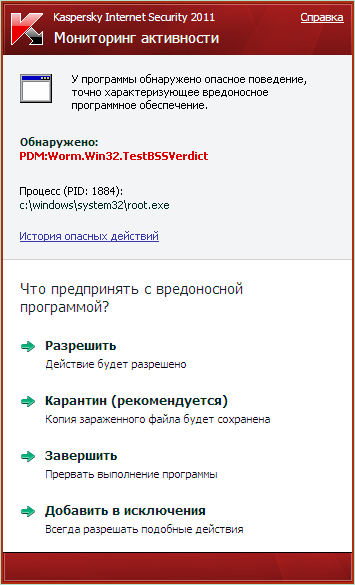 Kaspersky Internet Security 2011
Справка
Мониторинг активности
У программы обнаружено опасное поведение,
точно характеризующее вредоносное
программное обеспечение.
Обнаружено:
PDM:Worm.Win32.TestBSSVerdict
Процесс (PID: 1884):
c:\windows\system32\root.exe
История опасных действий
Что предпринять с вредоносной
программой?
Разрешить
Действие будет разрешено
Карантин (рекомендуется)
Копия зараженного файла будет сохранена
Завершить
Прервать выполнение программы
Добавить в исключения
Всегда разрешать подобные действия